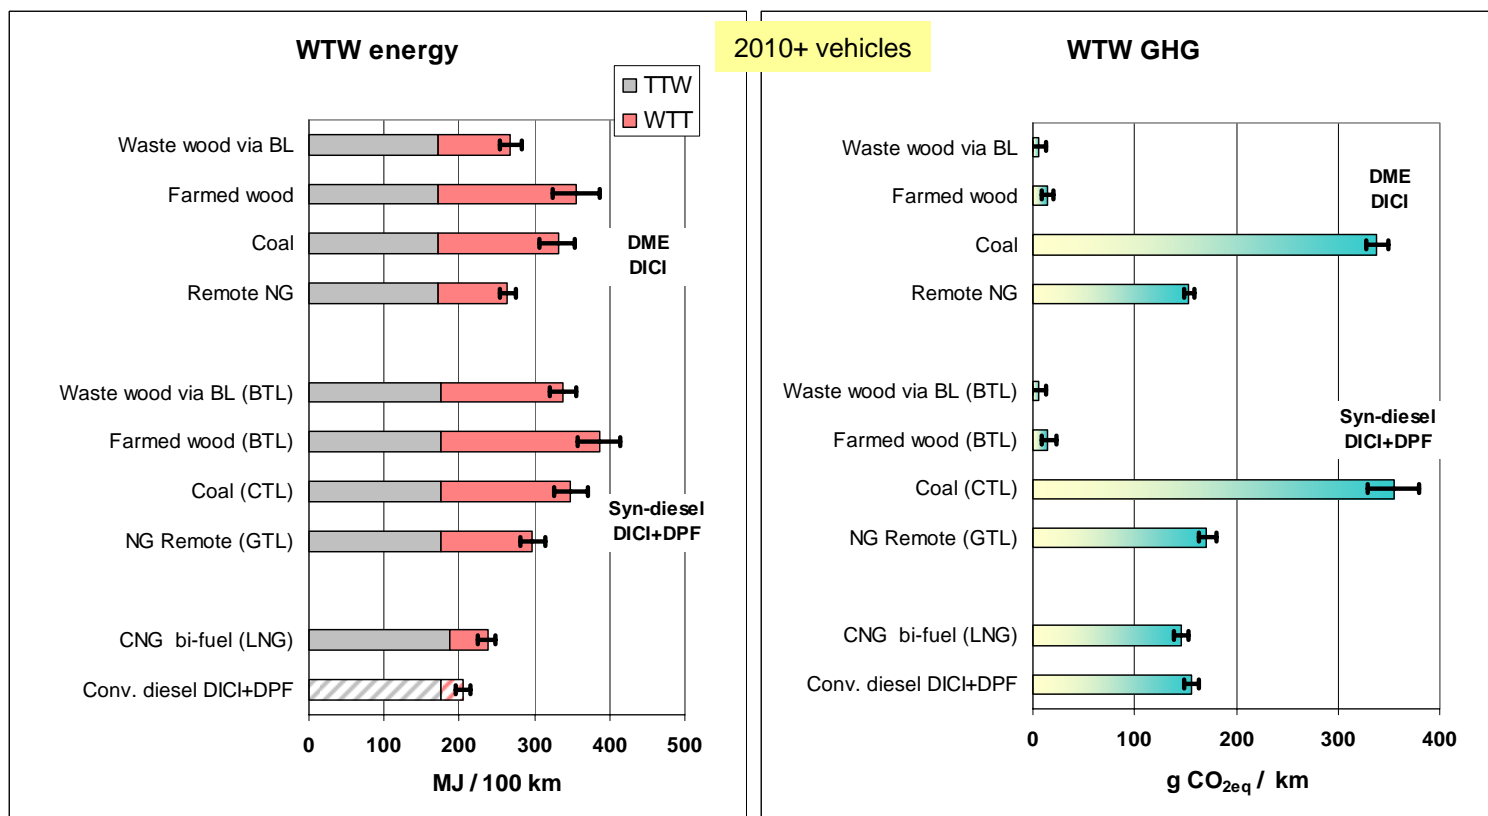 2010+ vehicles
WTW energy
TTW
WTT
Waste wood via BL
Farmed wood
Coal
Remote NG
DME
DICI
Waste wood via BL (BTL)
Farmed wood (BTL)
Coal (CTL)
NG Remote (GTL)
Syn-diesel
DICI+DPF
CNG bi-fuel (LNG)
Conv. diesel DICI+DPF
0 100 200 300 400 500
MJ / 100 km
WTW GHG
Waste wood via BL
Farmed wood
Coal
Remote NG
DME
DICI
Waste wood via BL (BTL)
Farmed wood (BTL)
Coal (CTL)
NG Remote (GTL)
Syn-diesel
DICI+DPF
CNG bi-fuel (LNG)
Conv. diesel DICI+DPF
0 100 200 300 400
g CO2eq / km